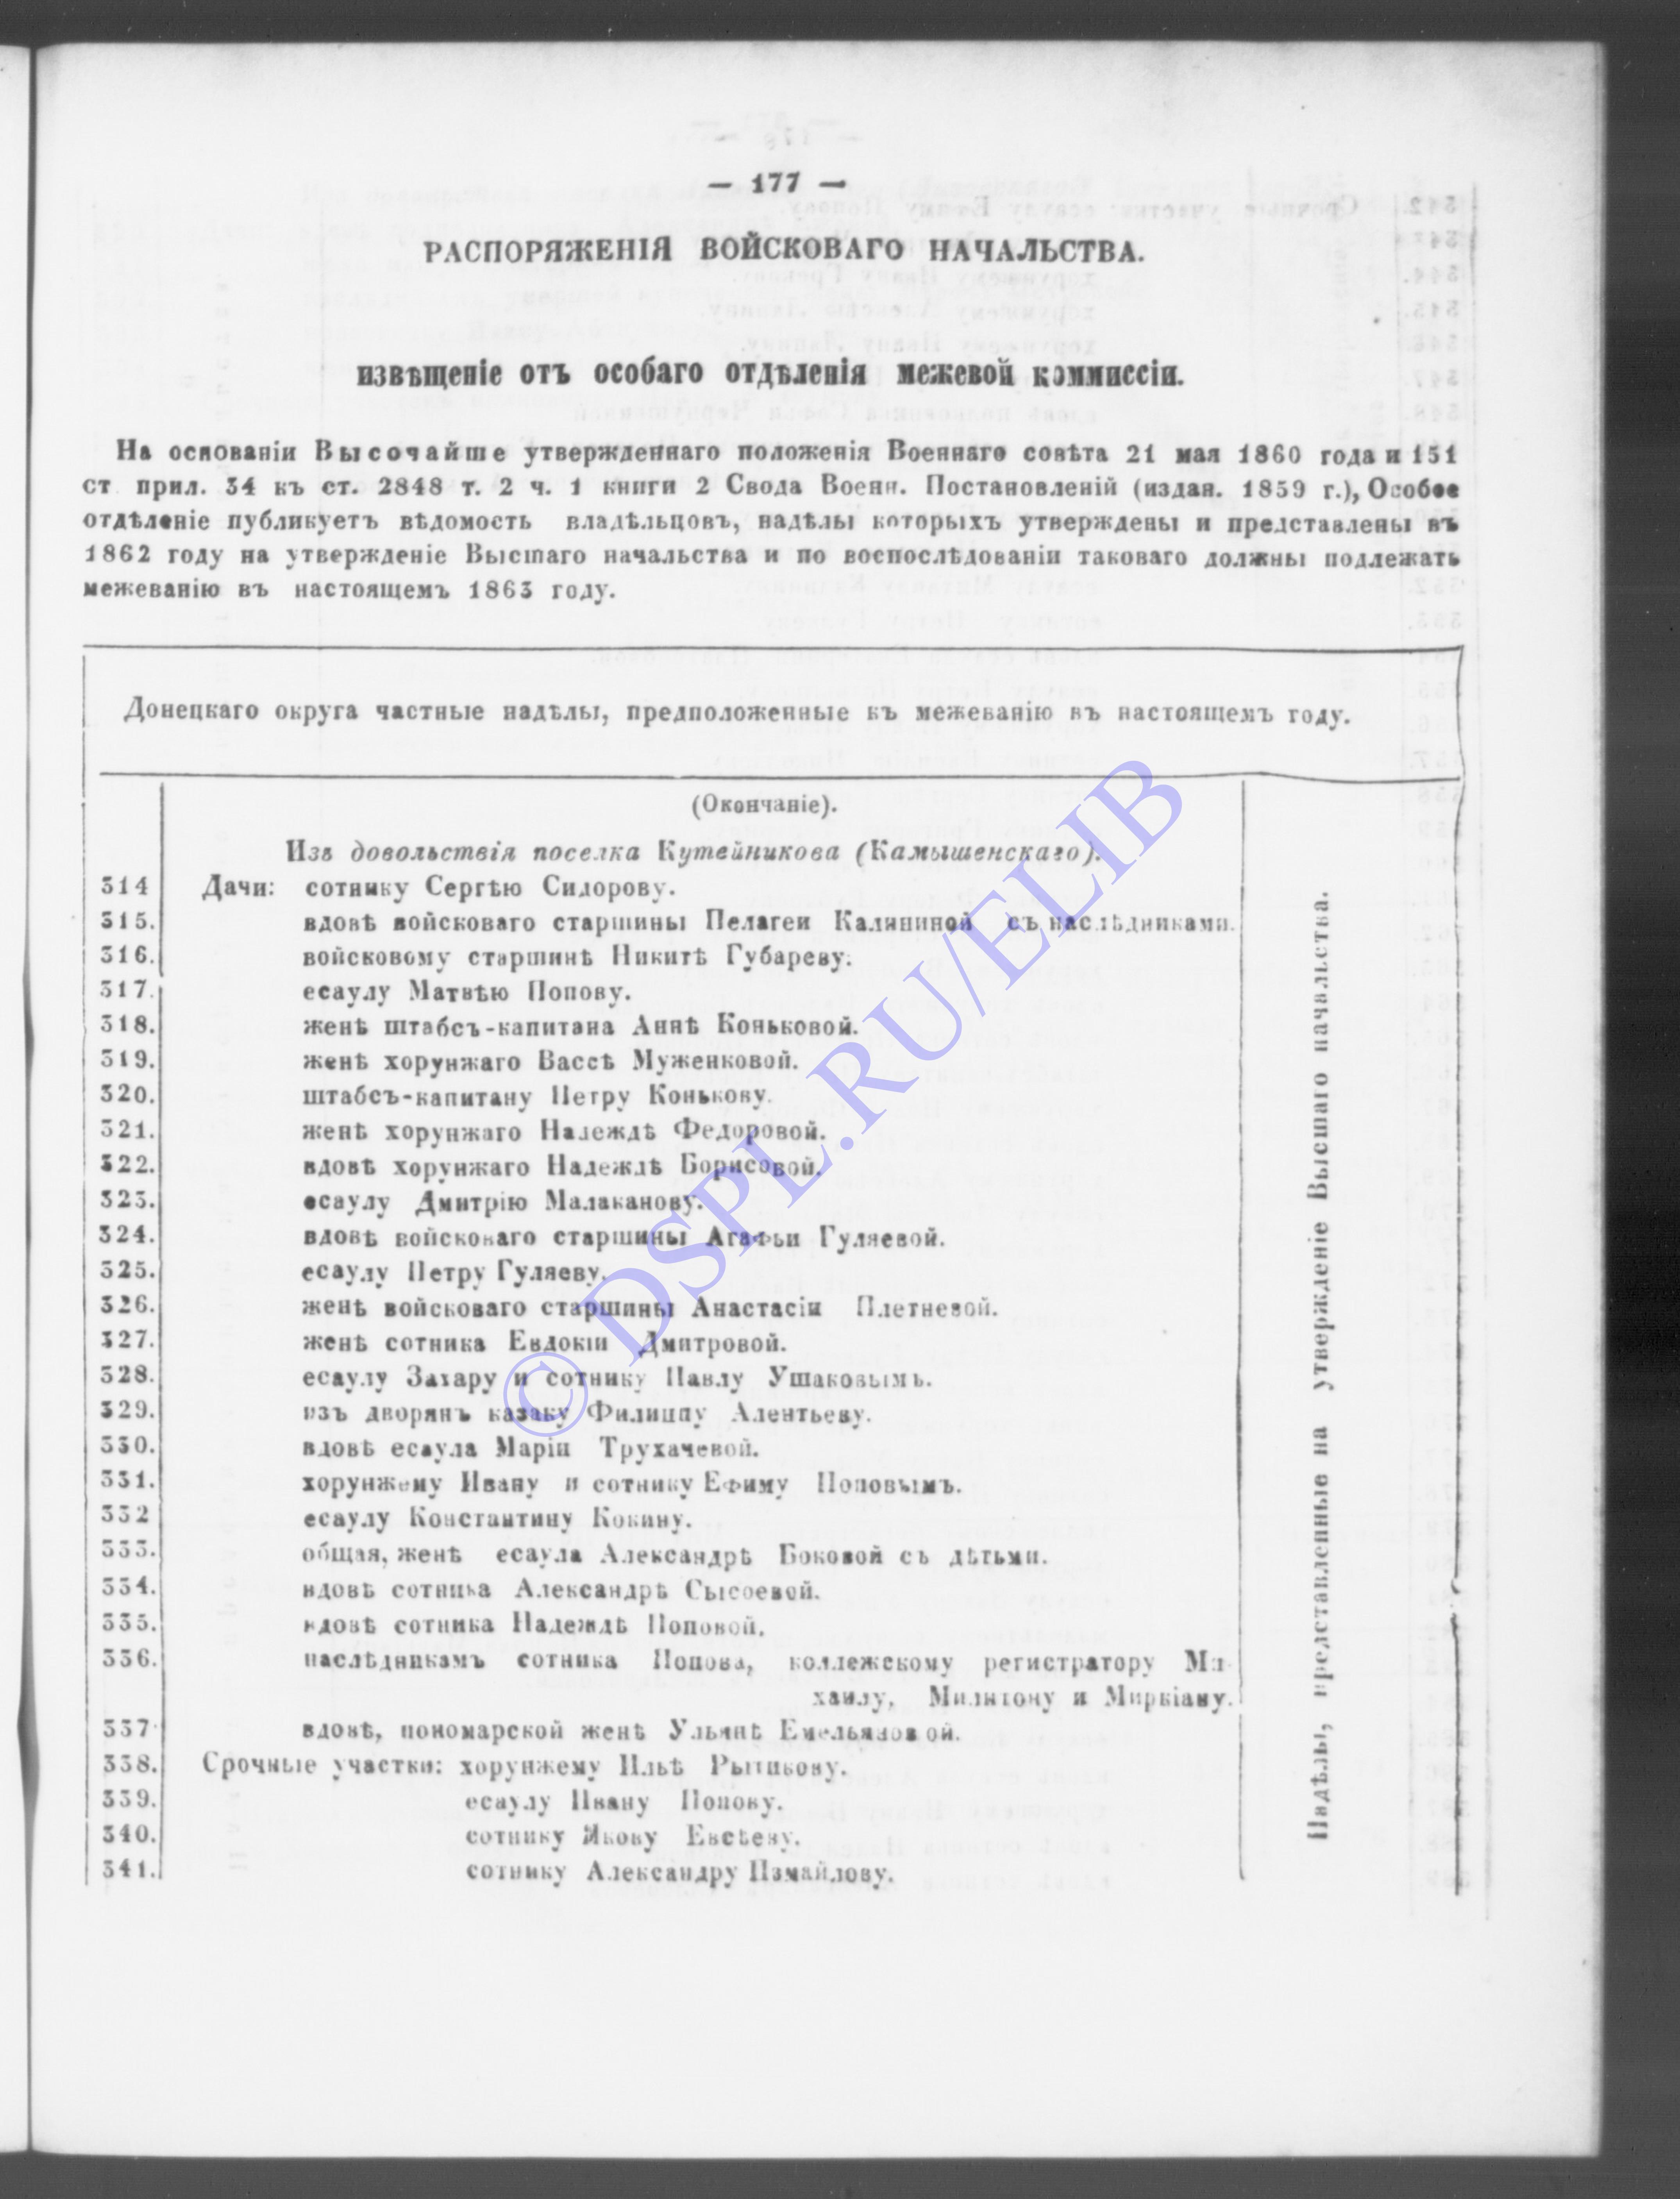 — 177 —
РАСПОРЯЖЕНІЯ ВОЙСКОВАГО НАЧАЛЬСТВА.
извѣщеніе отъ особаго отдѣленія межевой коммиссіи.
На основаніи Высочайше утвержденнаго положенія Военнаго совѣта 21 мая 1860 года и 151
ст прил. 34 къ ст. 2848 т. 2 ч. 1 книги 2 Свода Военн. Постановленій (издан. 1859 г.), Особое
отдѣленіе публикуетъ вѣдомость владѣльцовъ, надѣлы которыхъ утверждены и представлены въ
1862 году на утвержденіе Высшаго начальства и по воспослѣдованіи таковаго должны подлежать
межеванію въ настоящемъ 1863 году.
Донецкаго округа частные надѣлы, предположенные къ межеванію въ настоящемъ году.
(Окончаніе).
Изъ довольствія поселка Кутейникова (Камышенскаго).
314 Дачи: сотнику Сергѣю Сидорову.
315. вдовѣ войсковаго старшины Пелагеи Калининой съ наслѣдниками.
316. войсковому старшинѣ Никитѣ Губареву.
317. есаулу Матвѣю Попову.
318. женѣ штабсъ-капитана Аннѣ Коньковой.
319. женѣ хорунжаго Вассѣ Муженковой.
320. штабсъ-капитану Петру Конькову.
321. женѣ хорунжаго Надеждѣ Федоровой.
322. вдовѣ хорунжаго Надеждѣ Борисовой.
323. есаулу Дмитрію Малаканову.
324. вдовѣ войсковаго старшины Агафьи Гуляевой.
325. есаулу Петру Гуляеву.
326. женѣ войсковаго старшины Анастасіи Плетневой.
327. женѣ сотника Евдокіи Дмитровой.
328. есаулу Захару и сотнику Павлу Ушаковымъ.
329. изъ дворянъ казаку Филиппу Алентьеву.
330. вдовѣ есаула Маріи Трухачевой.
331. хорунжему Ивану и сотнику Ефиму Поповымъ.
332 есаулу Константину Кокину.
333. общая, женѣ есаула Александрѣ Боковой съ дѣтьми.
334. вдовѣ сотника Александрѣ Сысоевой.
335. вдовѣ сотника Надеждѣ Поповой.
336. наслѣдникамъ сотника Попова, коллежскому регистратору Ми-
хаилу, Милитону и Миркіану.
337 вдовѣ, пономарской женѣ Ульянѣ Емельяновой.
338. Срочные участки: хорунжему Ильѣ Рытикову.
339. есаулу Ивану Попову.
340. сотнику Якову Евсѣеву.
341. сотнику Александру Измайлову.
Надѣлы, представленные на утвержденіе Высшаго начальства.
© DSPL.RU/ELIB